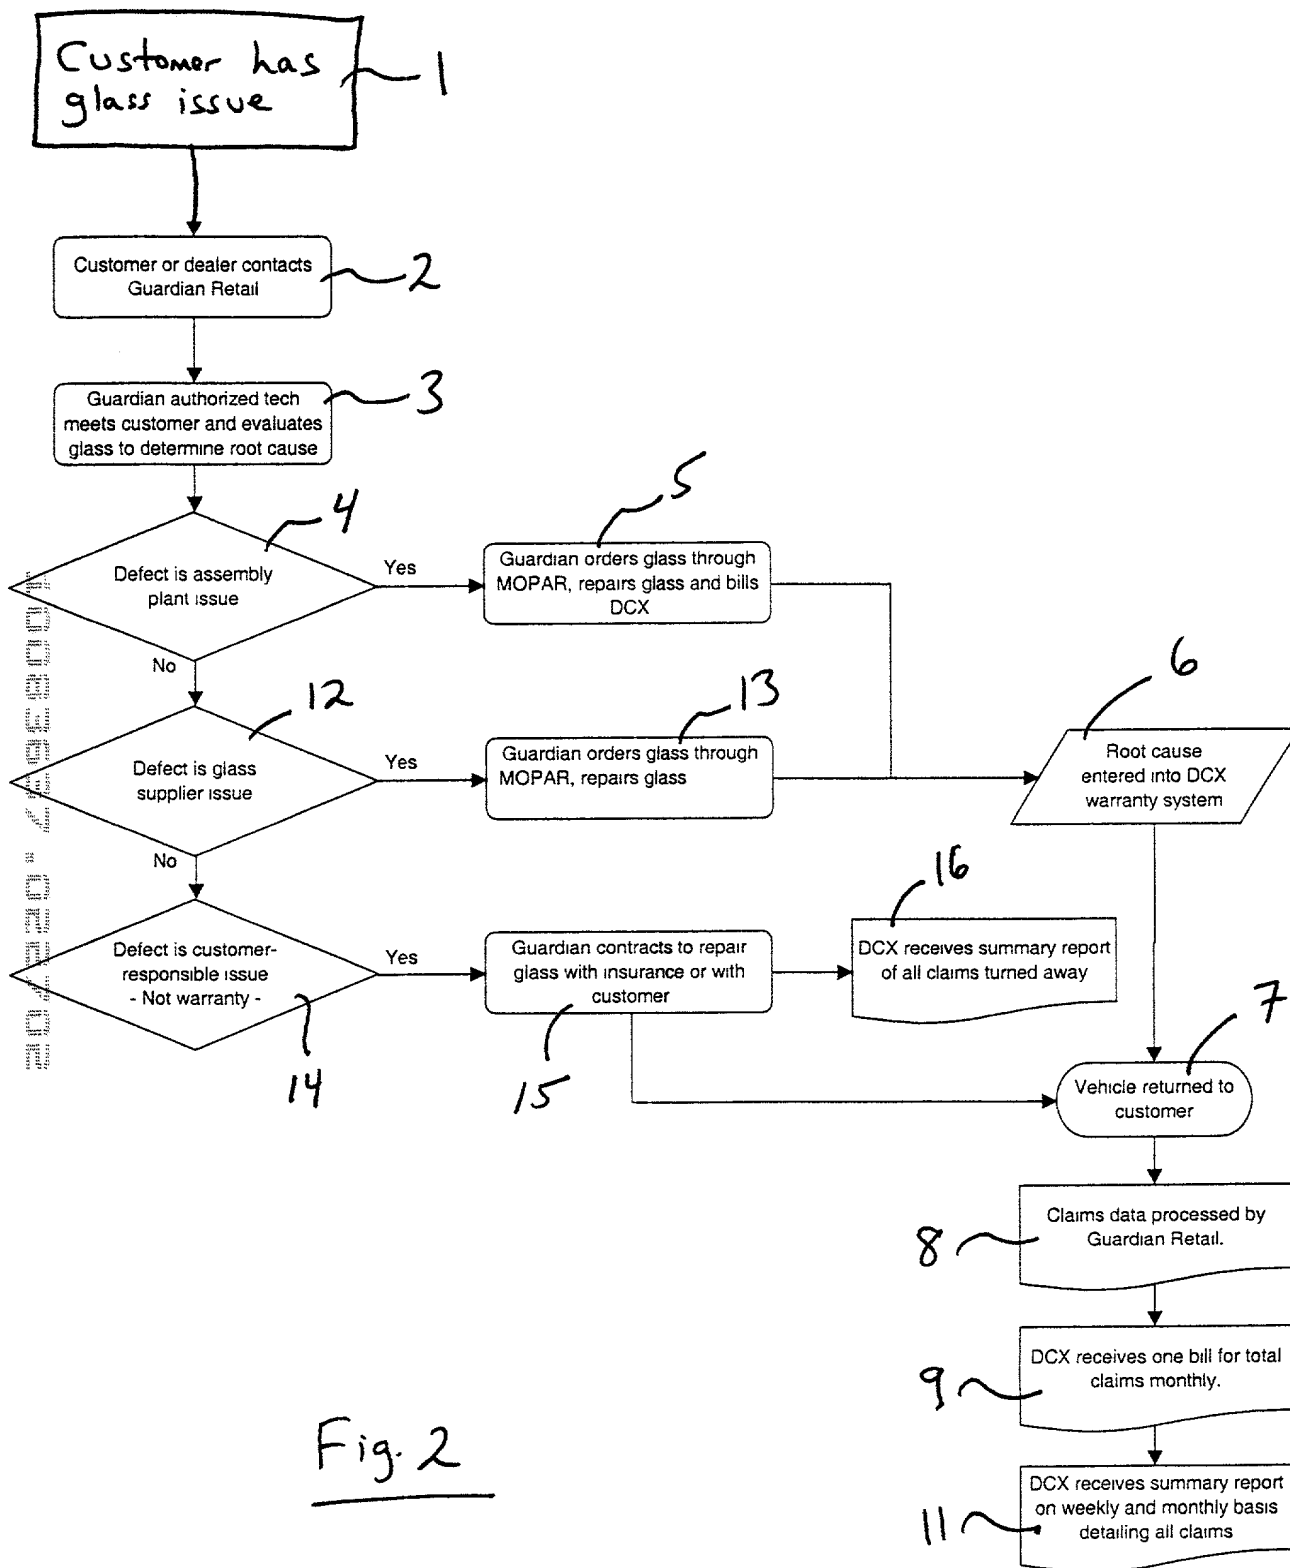 Customer has
glass issue
1
Customer or dealer contacts
Guardian Retail
2
Guardian authorized tech
meets customer and evaluates
glass to determine root cause
3
Defect is assembly
plant issue
4
Yes
No
Guardian orders glass through
MOPAR, repairs glass and bills
DCX
5
Defect is glass
supplier issue
12
Yes
No
Guardian orders glass through
MOPAR, repairs glass
13
Root cause
entered into DCX
warranty system
6
Defect is customer-
responsible issue
- Not warranty -
14
Yes
Guardian contracts to repair
glass with insurance or with
customer
15
DCX receives summary report
of all claims turned away
16
Vehicle returned to
customer
7
Claims data processed by
Guardian Retail.
8
DCX receives one bill for total
claims monthly.
9
DCX receives summary report
on weekly and monthly basis
detailing all claims
11
Fig. 2